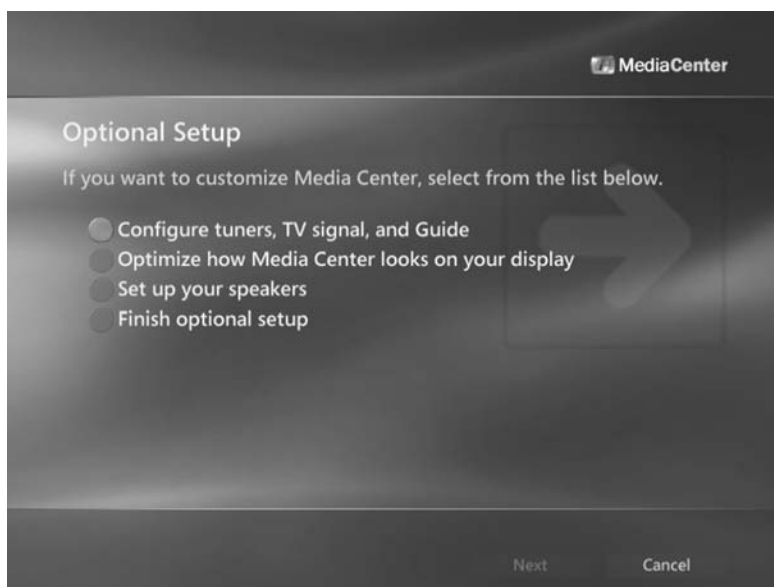 MediaCenter
Optional Setup
If you want to customize Media Center, select from the list below.
Configure tuners, TV signal, and Guide
Optimize how Media Center looks on your display
Set up your speakers
Finish optional setup
Next Cancel